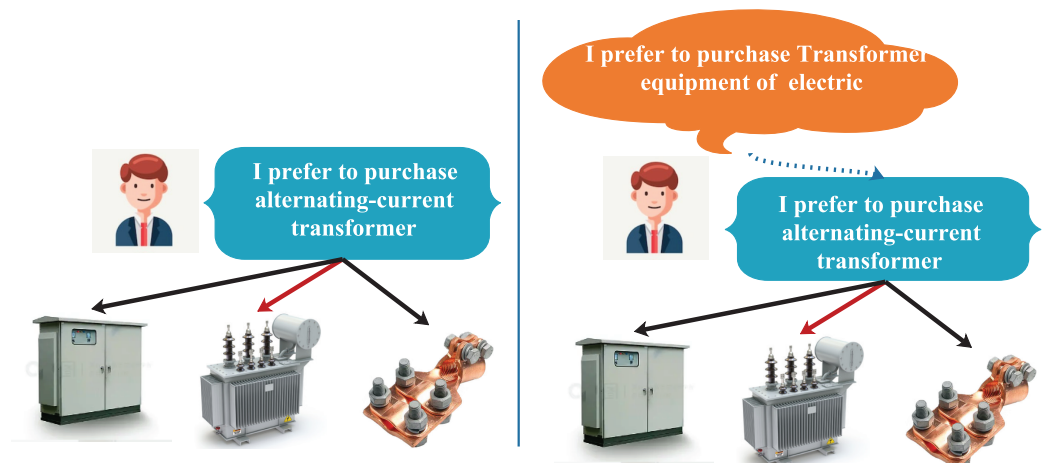 I prefer to purchase
alternating-current
transformer
I prefer to purchase Transformer
equipment of electric
I prefer to purchase
alternating-current
transformer